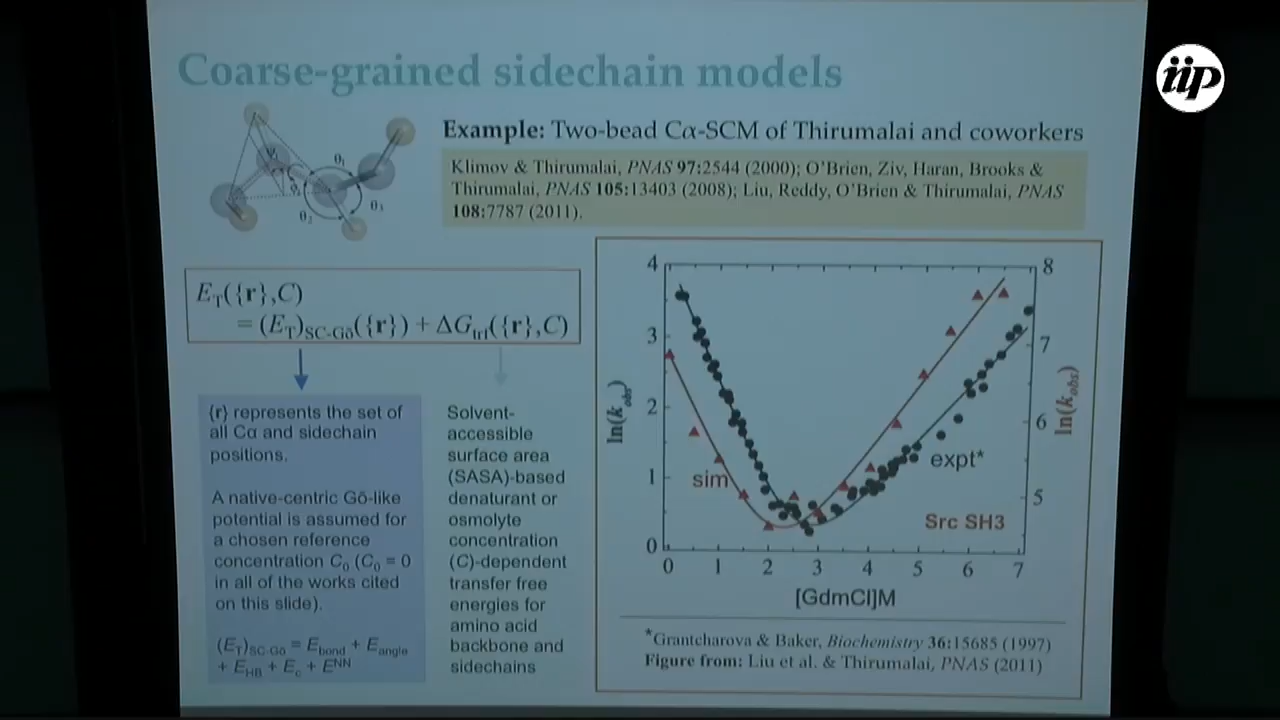 Coarse-grained sidechain models
iip
Example: Two-bead Cα-SCM of Thirumalai and coworkers
Klimov & Thirumalai, PNAS 97:2544 (2000); O'Brien, Ziv, Haran, Brooks &
Thirumalai, PNAS 105:13403 (2008); Liu, Reddy, O'Brien & Thirumalai, PNAS
108:7787 (2011).
θ₁
θ₂
θ₃
E_T({r},C)
= (E_T)_SC-Gō({r}) + ΔG_trf({r},C)
{r} represents the set of
all Cα and sidechain
positions.
A native-centric Gō-like
potential is assumed for
a chosen reference
concentration C₀ (C₀ = 0
in all of the works cited
on this slide).
(E_T)_SC-Gō = E_bond + E_angle
+ E_HB + E_c + E^NN
Solvent-
accessible
surface area
(SASA)-based
denaturant or
osmolyte
concentration
(C)-dependent
transfer free
energies for
amino acid
backbone and
sidechains
4
3
2
1
0
ln(k_obs)
8
7
6
5
ln(k_obs)
sim
expt*
Src SH3
0 1 2 3 4 5 6 7
[GdmCl]M
*Grantcharova & Baker, Biochemistry 36:15685 (1997)
Figure from: Liu et al. & Thirumalai, PNAS (2011)